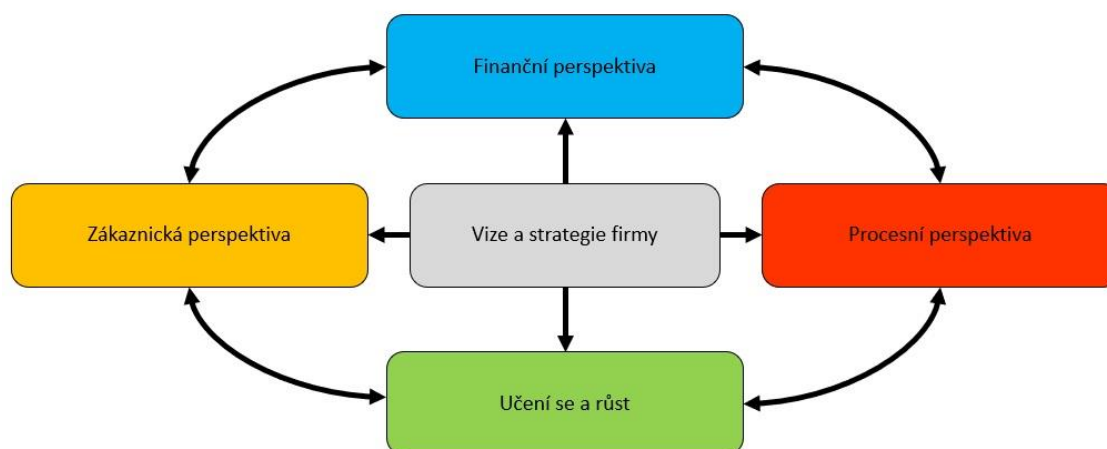 Finanční perspektiva
Zákaznická perspektiva
Vize a strategie firmy
Procesní perspektiva
Učení se a růst